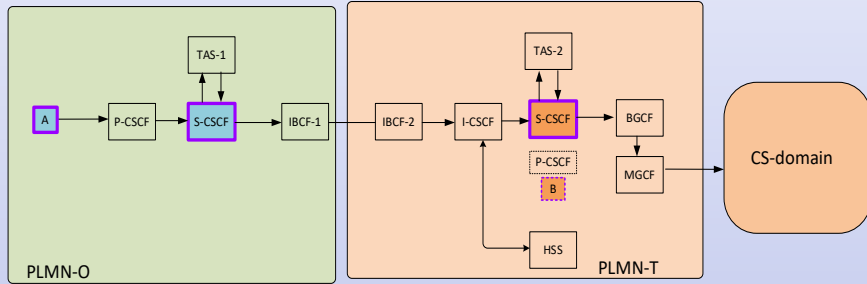 TAS-1
A
P-CSCF
S-CSCF
IBCF-1
PLMN-O
TAS-2
IBCF-2
I-CSCF
S-CSCF
BGCF
P-CSCF
B
MGCF
HSS
PLMN-T
CS-domain